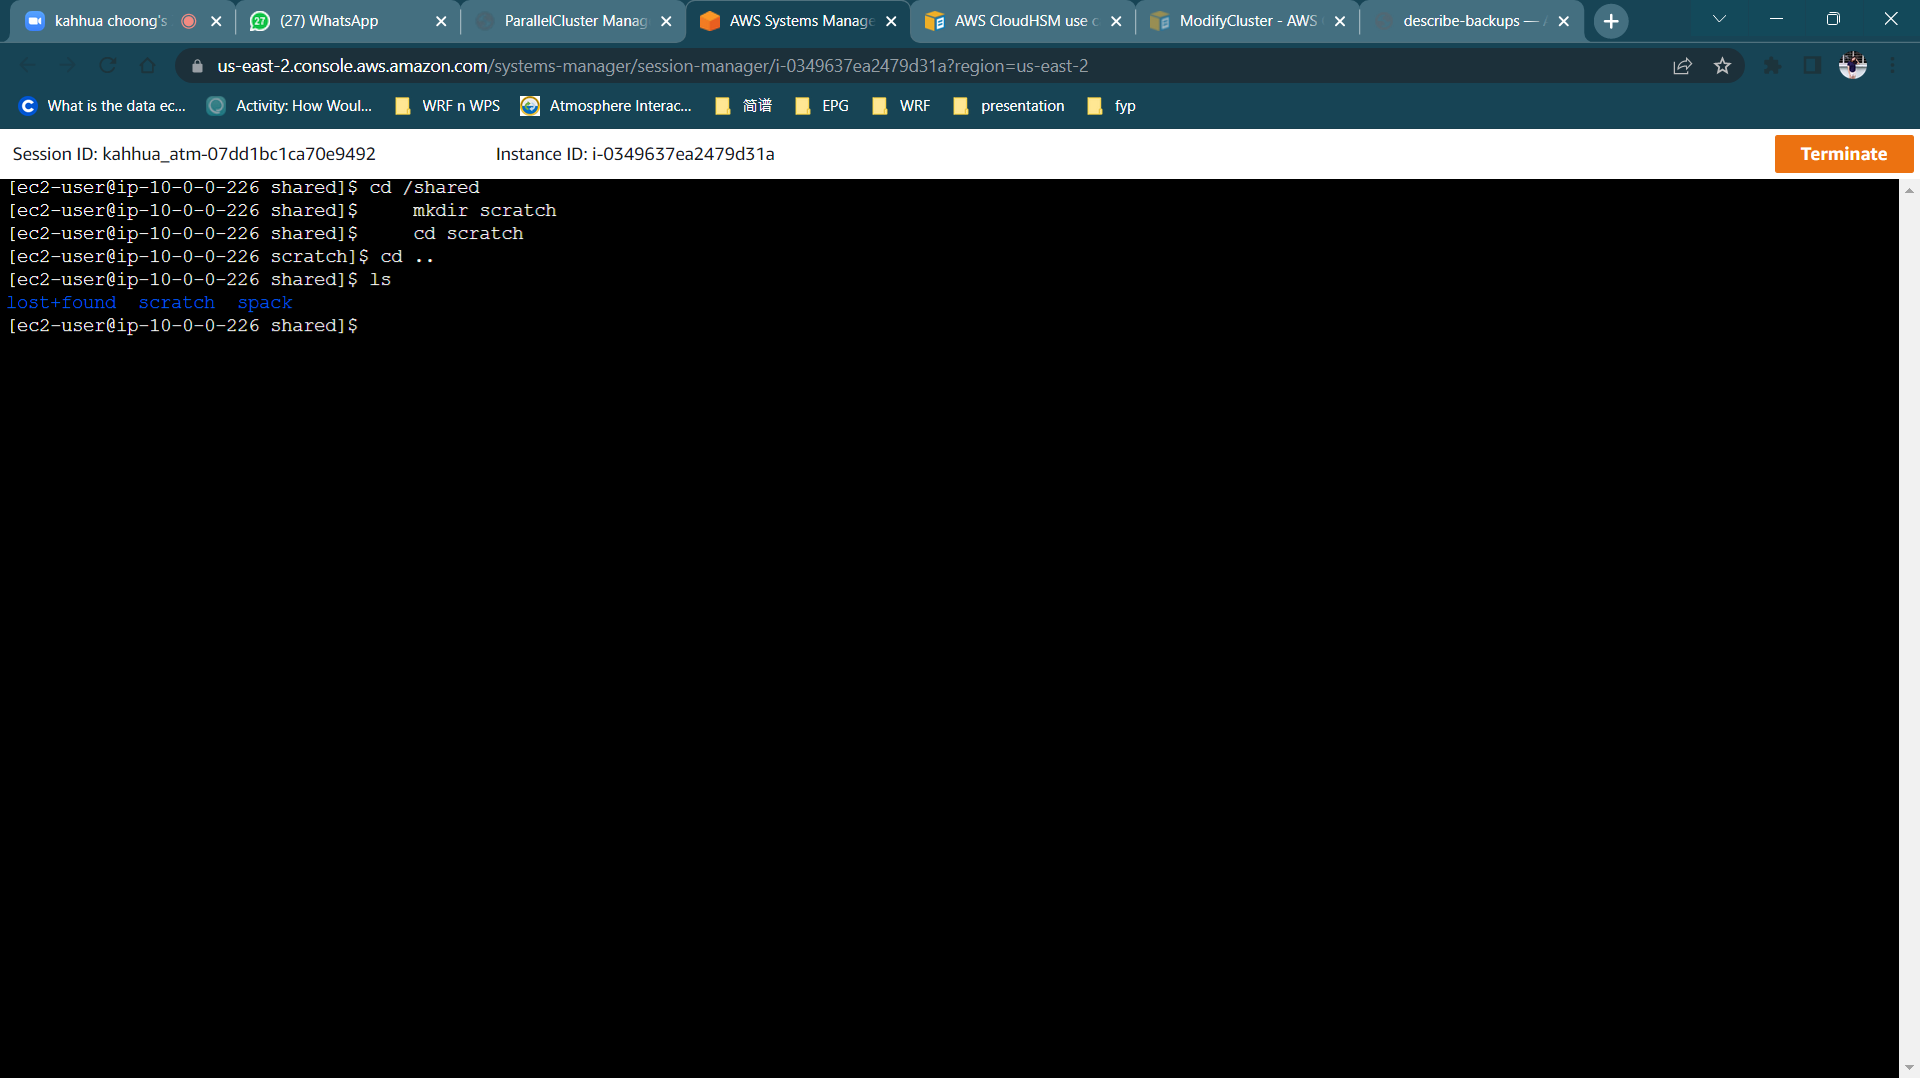 kahhua choong's
27 (27) WhatsApp
ParallelCluster Manag
AWS Systems Manage
AWS CloudHSM use c
ModifyCluster - AWS
describe-backups —
us-east-2.console.aws.amazon.com/systems-manager/session-manager/i-0349637ea2479d31a?region=us-east-2
What is the data ec...
Activity: How Woul...
WRF n WPS
Atmosphere Interac...
简谱
EPG
WRF
presentation
fyp
Session ID: kahhua_atm-07dd1bc1ca70e9492
Instance ID: i-0349637ea2479d31a
Terminate
[ec2-user@ip-10-0-0-226 shared]$ cd /shared
[ec2-user@ip-10-0-0-226 shared]$     mkdir scratch
[ec2-user@ip-10-0-0-226 shared]$     cd scratch
[ec2-user@ip-10-0-0-226 scratch]$ cd ..
[ec2-user@ip-10-0-0-226 shared]$ ls
lost+found  scratch  spack
[ec2-user@ip-10-0-0-226 shared]$